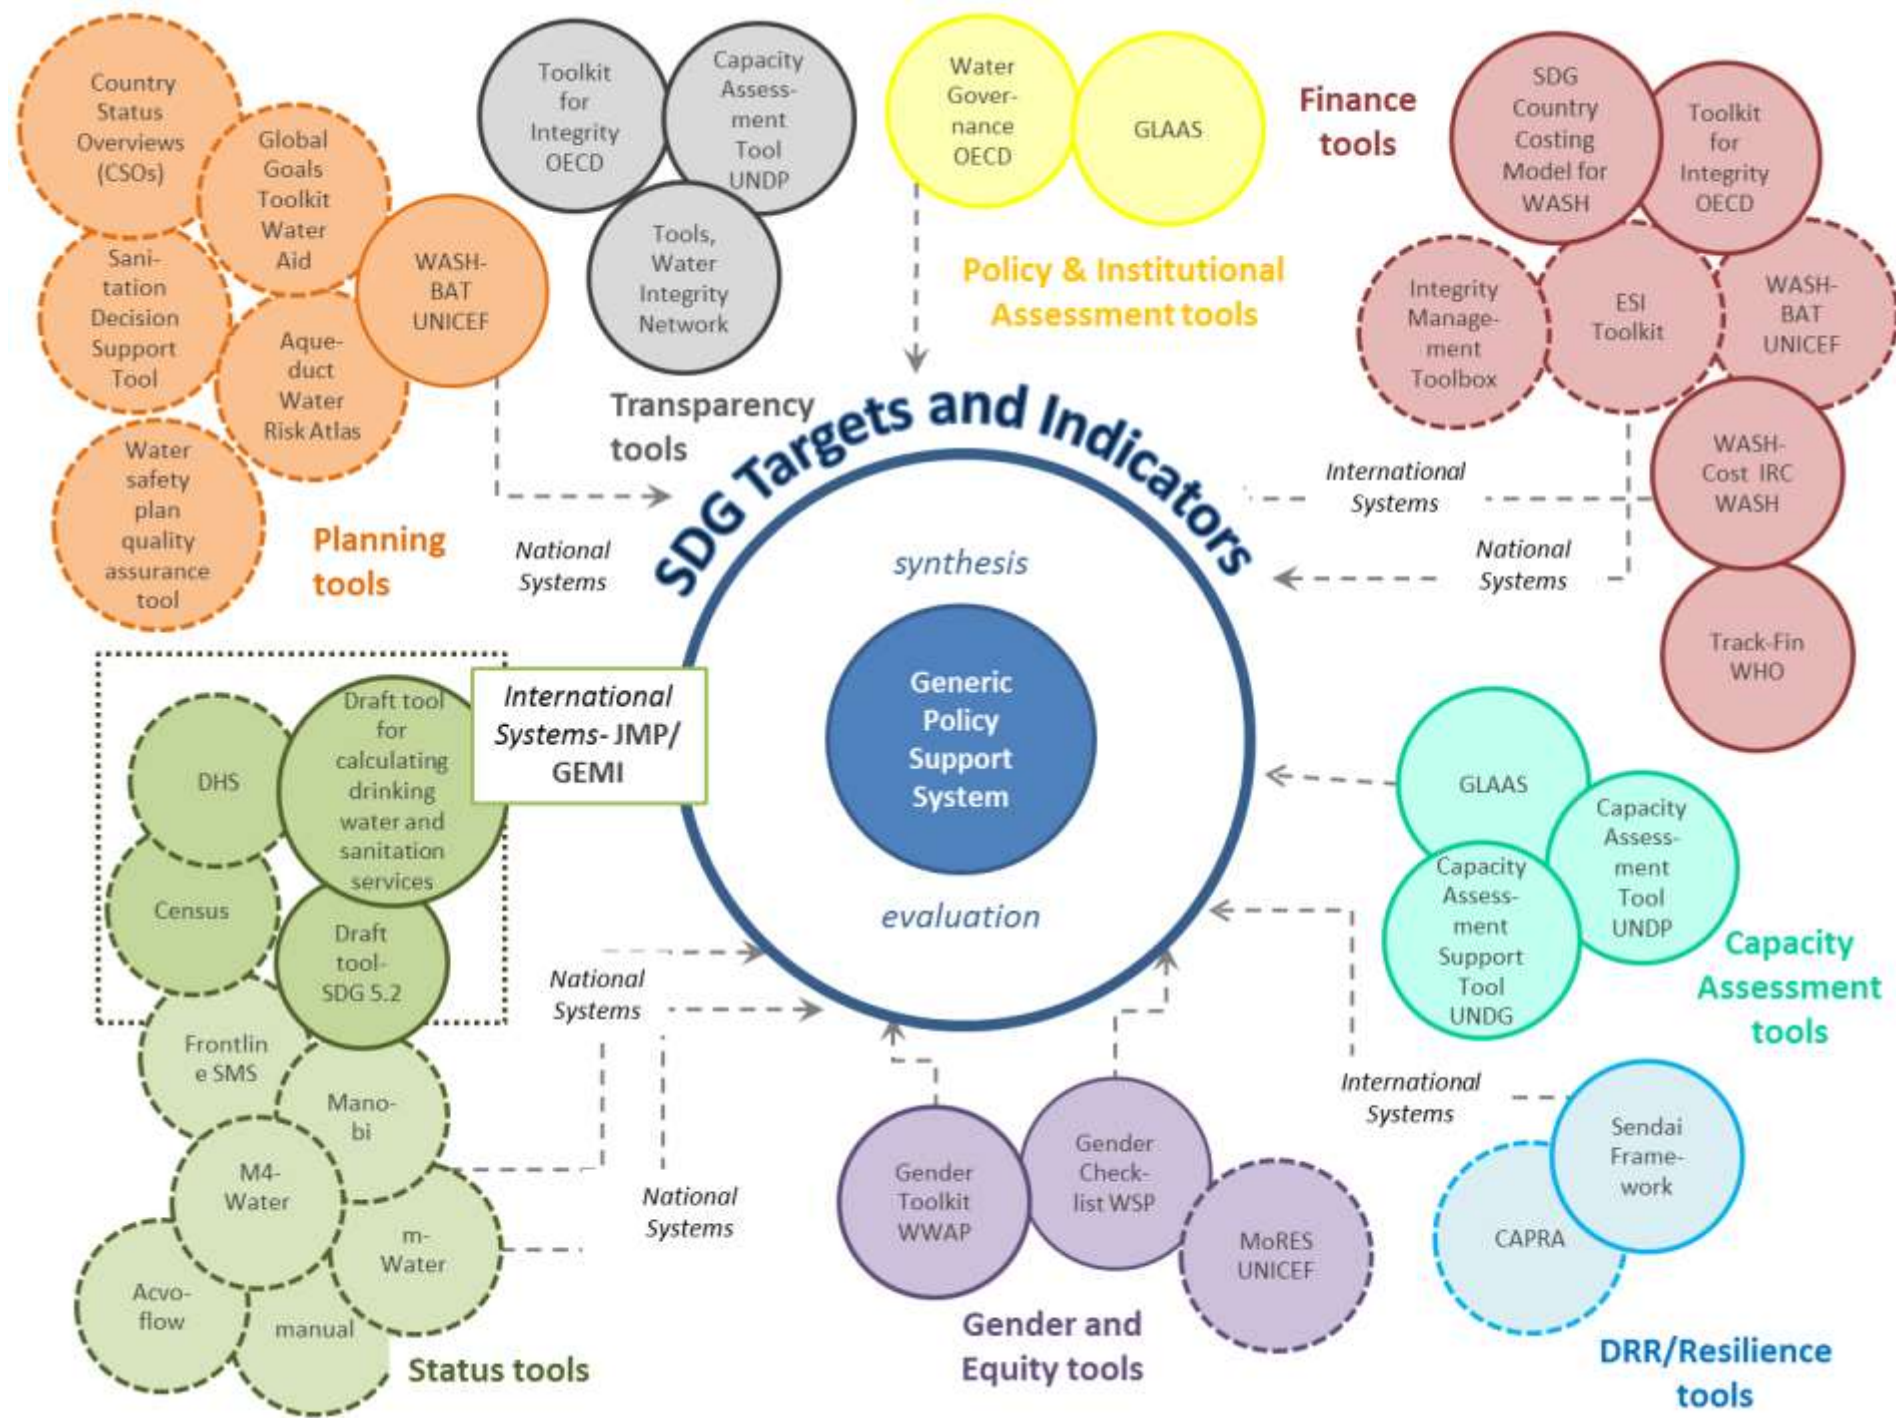 Country
Status
Overviews
(CSOs)
Global
Goals
Toolkit
Water
Aid
Sani-
tation
Decision
Support
Tool
Aque-
duct
Water
Risk Atlas
WASH-
BAT
UNICEF
Water
safety
plan
quality
assurance
tool
Planning
tools
National
Systems
Toolkit
for
Integrity
OECD
Capacity
Assess-
ment
Tool
UNDP
Tools,
Water
Integrity
Network
Transparency
tools
Water
Gover-
nance
OECD
GLAAS
Policy & Institutional
Assessment tools
Finance
tools
SDG
Country
Costing
Model for
WASH
Toolkit
for
Integrity
OECD
Integrity
Manage-
ment
Toolbox
ESI
Toolkit
WASH-
BAT
UNICEF
WASH-
Cost IRC
WASH
Track-Fin
WHO
International
Systems
National
Systems
SDG Targets and Indicators
synthesis
Generic
Policy
Support
System
evaluation
International
Systems- JMP/
GEMI
DHS
Draft tool
for
calculating
drinking
water and
sanitation
services
Census
Draft
tool-
SDG 5.2
Frontlin
e SMS
Mano-
bi
M4-
Water
m-
Water
Acvo-
flow
manual
Status tools
National
Systems
National
Systems
Gender
Toolkit
WWAP
Gender
Check-
list WSP
MoRES
UNICEF
Gender and
Equity tools
GLAAS
Capacity
Assess-
ment
Tool
UNDP
Capacity
Assess-
ment
Support
Tool
UNDG
Capacity
Assessment
tools
International
Systems
Sendai
Frame-
work
CAPRA
DRR/Resilience
tools